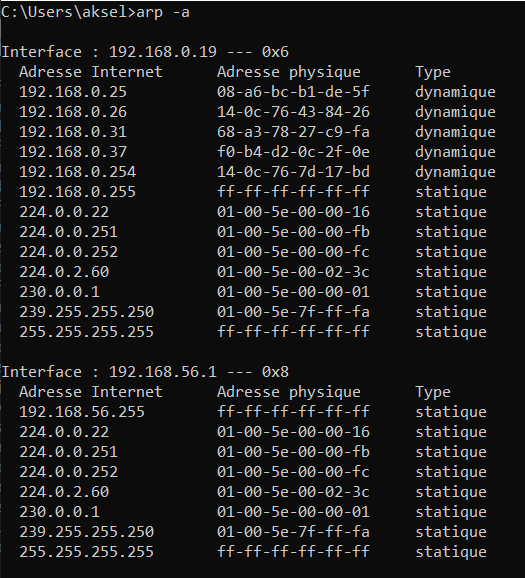 C:\Users\aksel>arp -a
Interface : 192.168.0.19 --- 0x6
Adresse Internet Adresse physique Type
192.168.0.25 08-a6-bc-b1-de-5f dynamique
192.168.0.26 14-0c-76-43-84-26 dynamique
192.168.0.31 68-a3-78-27-c9-fa dynamique
192.168.0.37 f0-b4-d2-0c-2f-0e dynamique
192.168.0.254 14-0c-76-7d-17-bd dynamique
192.168.0.255 ff-ff-ff-ff-ff-ff statique
224.0.0.22 01-00-5e-00-00-16 statique
224.0.0.251 01-00-5e-00-00-fb statique
224.0.0.252 01-00-5e-00-00-fc statique
224.0.2.60 01-00-5e-00-02-3c statique
230.0.0.1 01-00-5e-00-00-01 statique
239.255.255.250 01-00-5e-7f-ff-fa statique
255.255.255.255 ff-ff-ff-ff-ff-ff statique
Interface : 192.168.56.1 --- 0x8
Adresse Internet Adresse physique Type
192.168.56.255 ff-ff-ff-ff-ff-ff statique
224.0.0.22 01-00-5e-00-00-16 statique
224.0.0.251 01-00-5e-00-00-fb statique
224.0.0.252 01-00-5e-00-00-fc statique
224.0.2.60 01-00-5e-00-02-3c statique
230.0.0.1 01-00-5e-00-00-01 statique
239.255.255.250 01-00-5e-7f-ff-fa statique
255.255.255.255 ff-ff-ff-ff-ff-ff statique